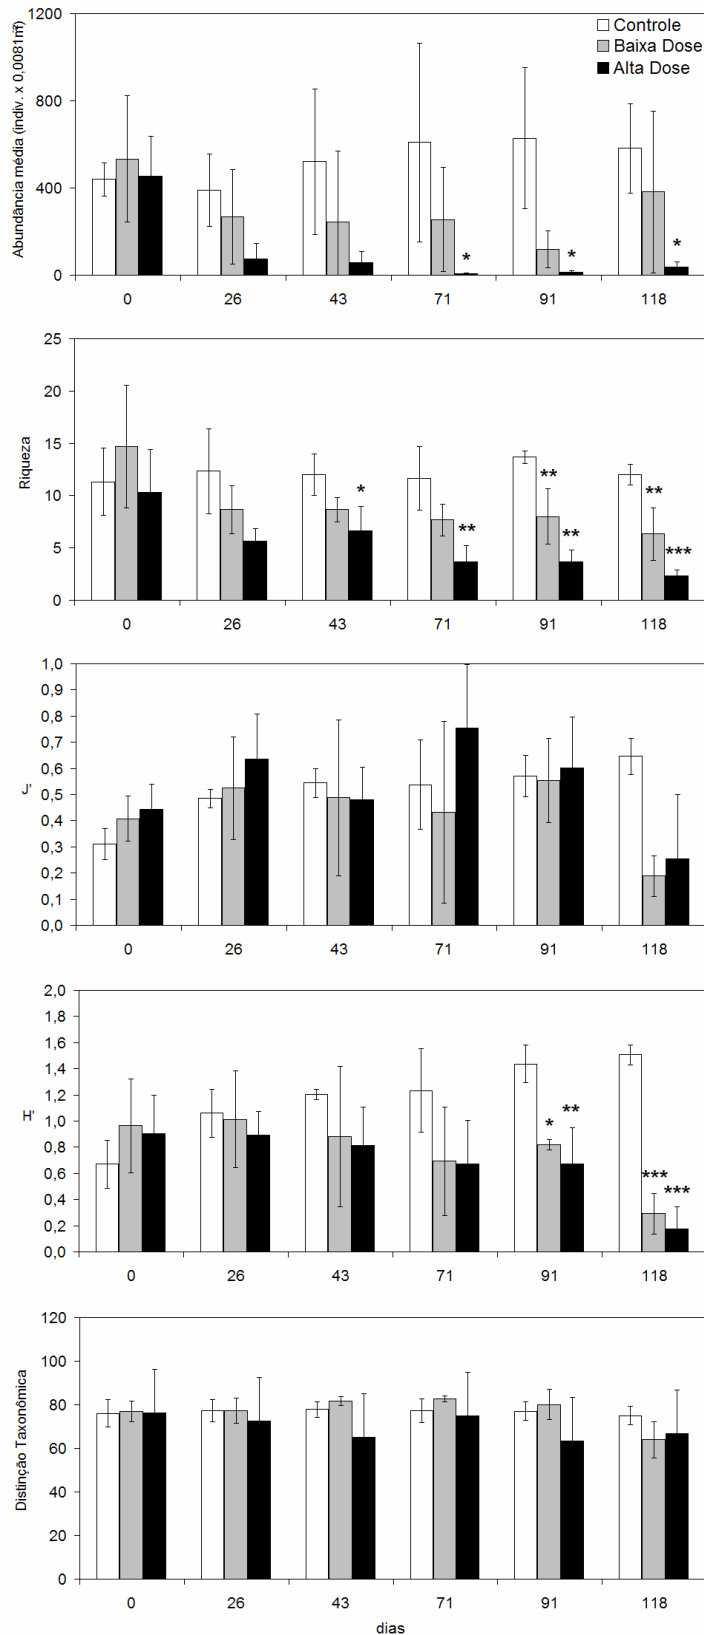 Abundância média (indiv. x 0,0081m²)
1200
800
400
0
Controle
Baixa Dose
Alta Dose
* * *
0 26 43 71 91 118
Riqueza
25
20
15
10
5
0
* ** ** ** ** ***
0 26 43 71 91 118
J'
1,0
0,9
0,8
0,7
0,6
0,5
0,4
0,3
0,2
0,1
0,0
0 26 43 71 91 118
H'
2,0
1,8
1,6
1,4
1,2
1,0
0,8
0,6
0,4
0,2
0,0
* ** *** ***
0 26 43 71 91 118
Distinção Taxonômica
120
100
80
60
40
20
0
0 26 43 71 91 118
dias